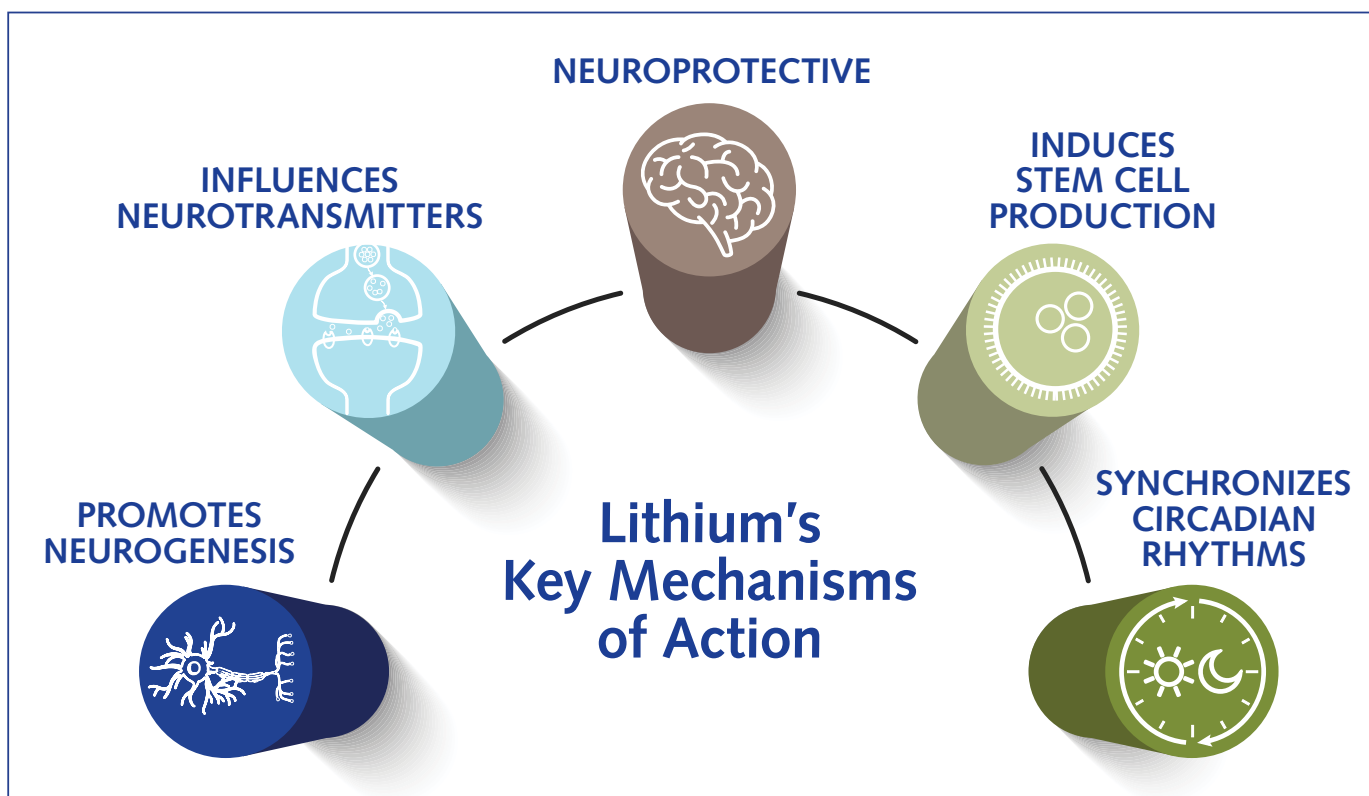 NEUROPROTECTIVE
INFLUENCES
NEUROTRANSMITTERS
INDUCES
STEM CELL
PRODUCTION
PROMOTES
NEUROGENESIS
SYNCHRONIZES
CIRCADIAN
RHYTHMS
Lithium's
Key Mechanisms
of Action